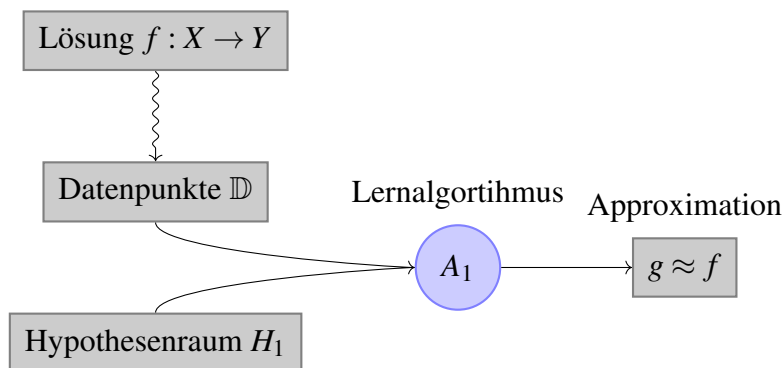 Lösung f : X → Y
Datenpunkte 𝔻
Lernalgortihmus
Approximation
A₁
g ≈ f
Hypothesenraum H₁